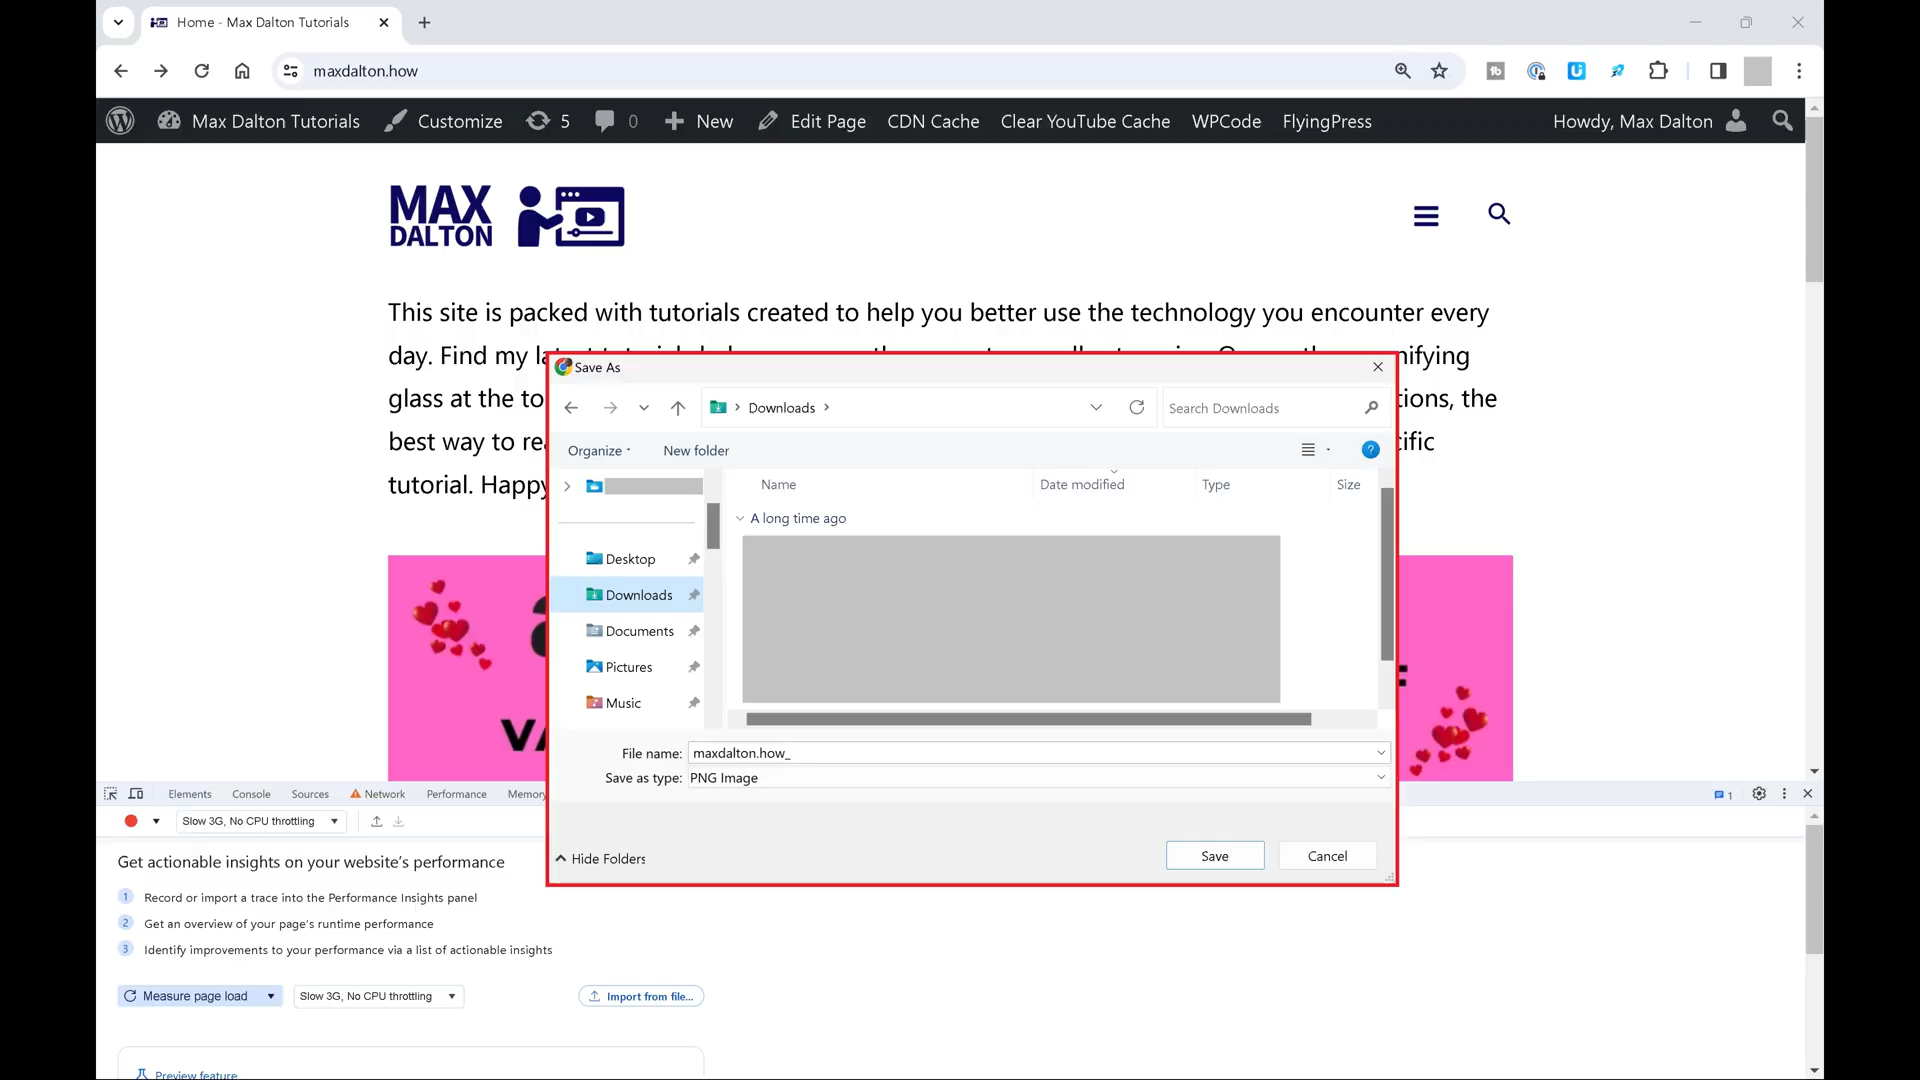 Home - Max Dalton Tutorials
maxdalton.how
Max Dalton Tutorials Customize 5 0 New Edit Page CDN Cache Clear YouTube Cache WPCode FlyingPress Howdy, Max Dalton
MAX
DALTON
This site is packed with tutorials created to help you better use the technology you encounter every
day. Find my
glass at the
tions, the
best way to
tutorial.
Save As
Downloads
Search Downloads
Organize New folder
Name Date modified Type Size
A long time ago
Desktop
Downloads
Documents
Pictures
Music
File name: maxdalton.how_
Save as type: PNG Image
Hide Folders
Save Cancel
Elements Console Sources Network Performance Memory 1
Slow 3G, No CPU throttling
Get actionable insights on your website's performance
1 Record or import a trace into the Performance Insights panel
2 Get an overview of your page's runtime performance
3 Identify improvements to your performance via a list of actionable insights
Measure page load Slow 3G, No CPU throttling Import from file...
Preview feature